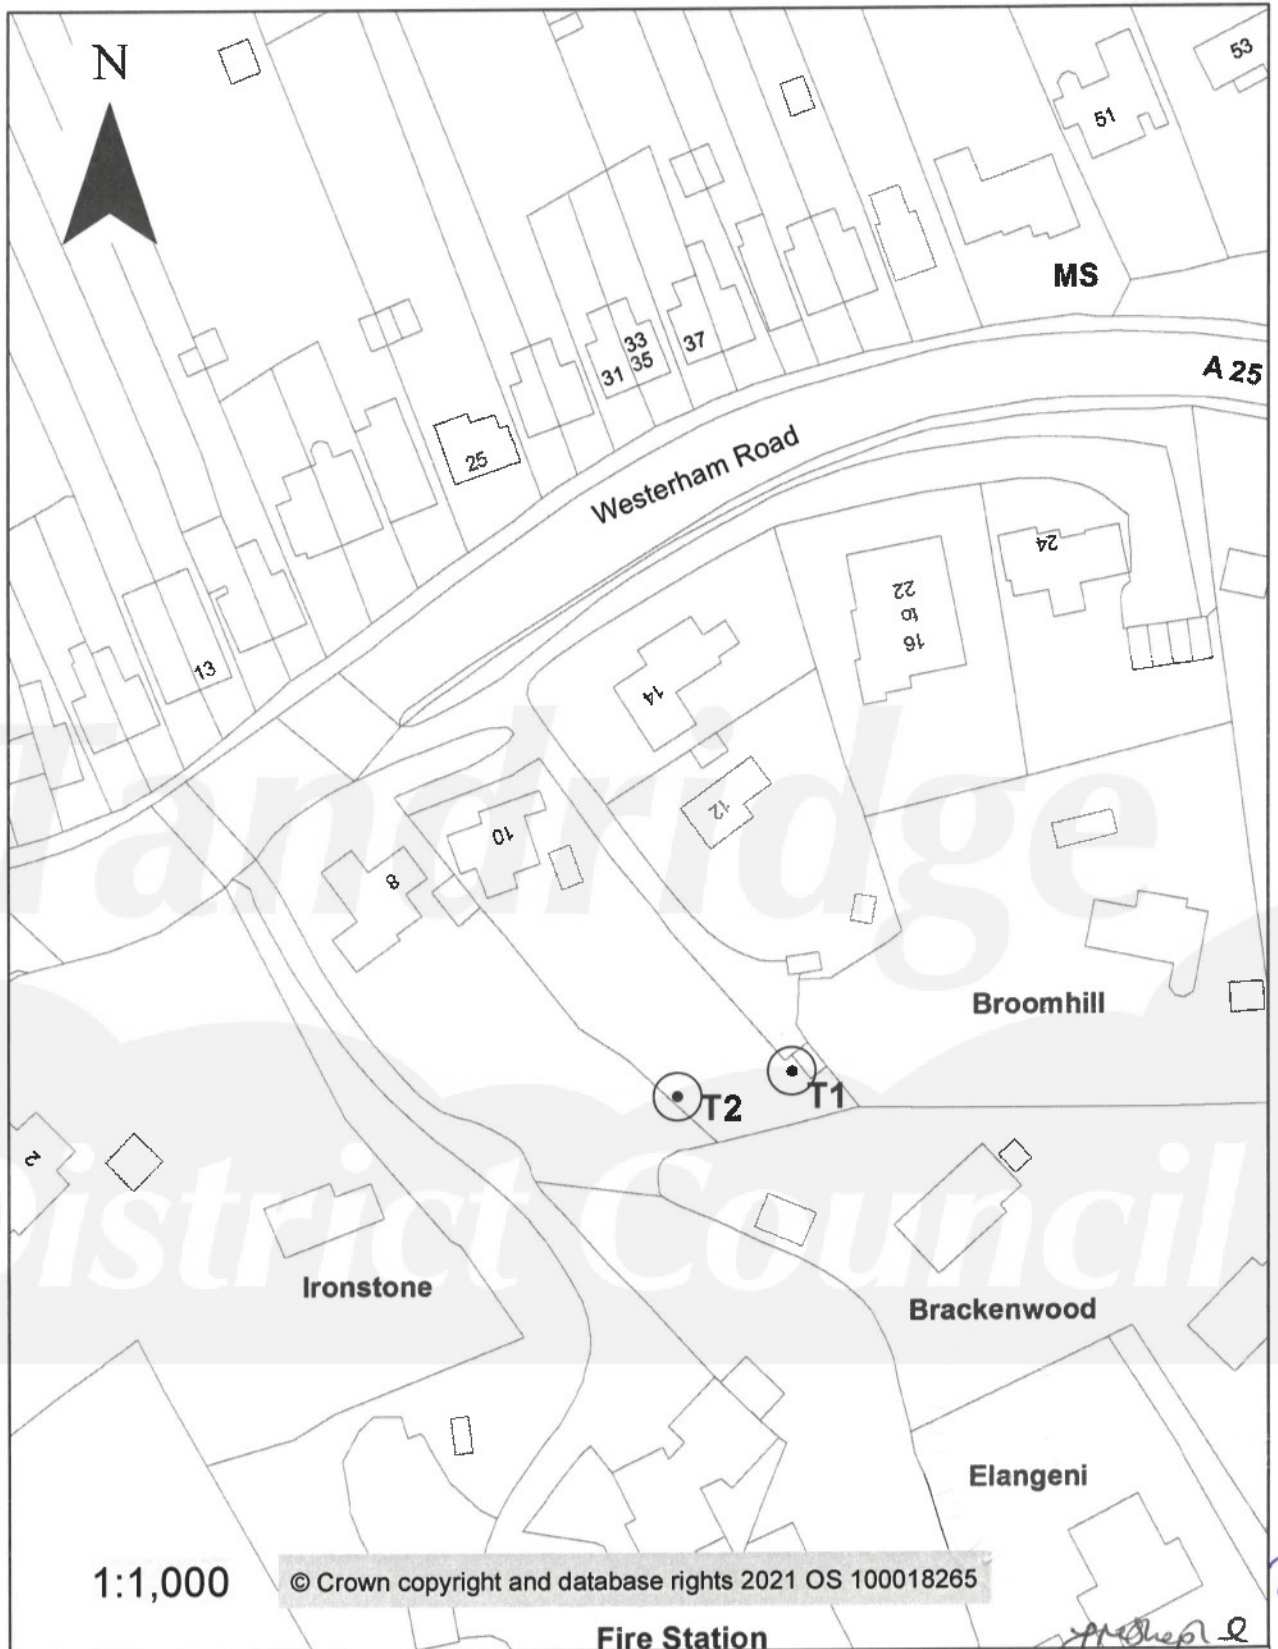 N
53
51
MS
A 25
33
37
31 35
25
Westerham Road
24
22
to
16
13
14
12
10
8
Tandridge
Broomhill
T1
T2
2
District Council
Ironstone
Brackenwood
Elangeni
1:1,000
© Crown copyright and database rights 2021 OS 100018265
Fire Station